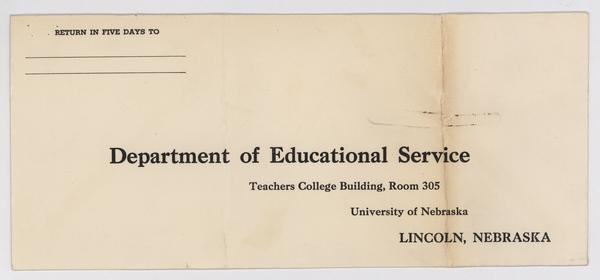 RETURN IN FIVE DAYS TO
Department of Educational Service
Teachers College Building, Room 305
University of Nebraska
LINCOLN, NEBRASKA